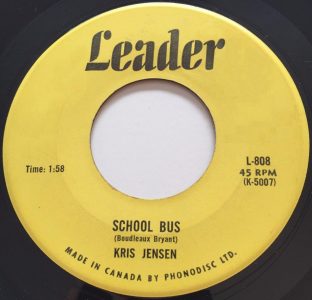 Leader
Time: 1:58
L-808
45 RPM
(K-5007)
SCHOOL BUS
(Boudleaux Bryant)
KRIS JENSEN
MADE IN CANADA BY PHONODISC LTD.